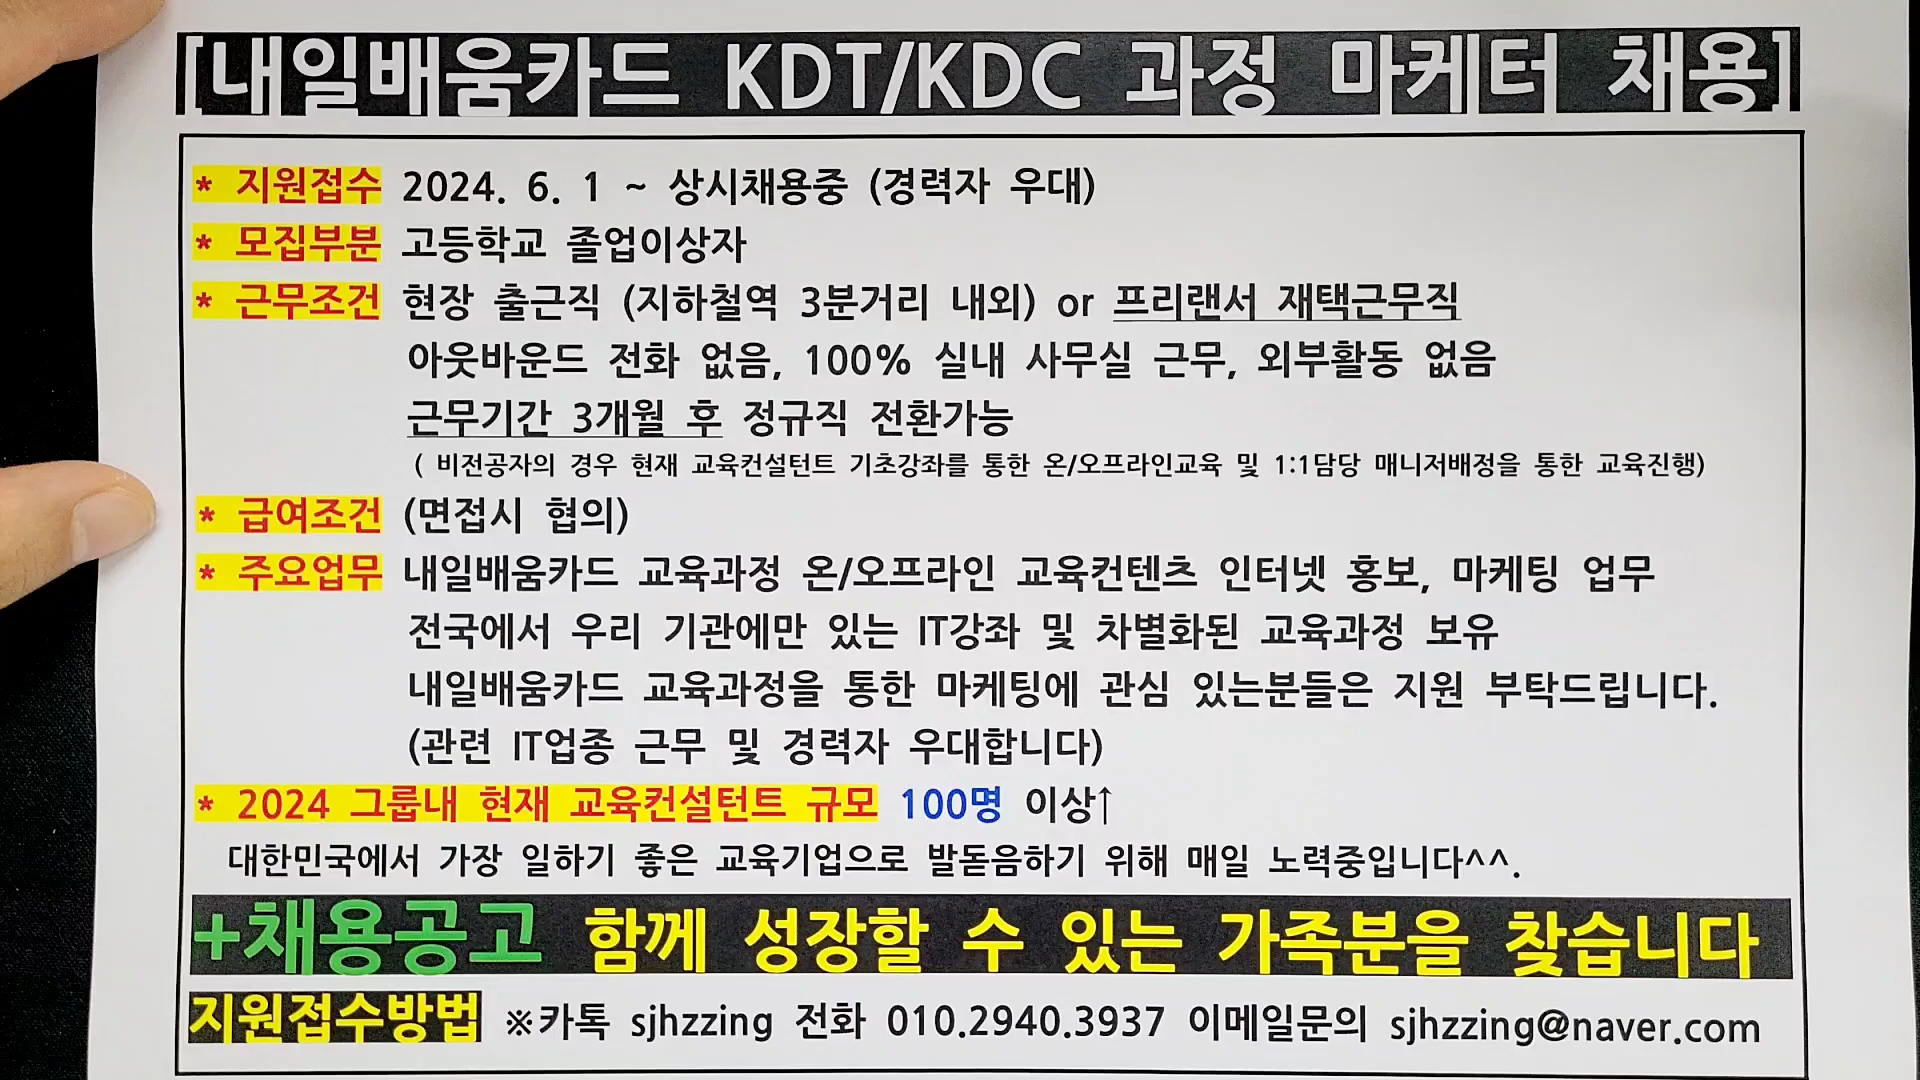 [내일배움카드 KDT/KDC 과정 마케터 채용]
* 지원접수 2024. 6. 1 ~ 상시채용중 (경력자 우대)
* 모집부분 고등학교 졸업이상자
* 근무조건 현장 출근직 (지하철역 3분거리 내외) or 프리랜서 재택근무직
아웃바운드 전화 없음, 100% 실내 사무실 근무, 외부활동 없음
근무기간 3개월 후 정규직 전환가능
( 비전공자의 경우 현재 교육컨설턴트 기초강좌를 통한 온/오프라인교육 및 1:1담당 매니저배정을 통한 교육진행)
* 급여조건 (면접시 협의)
* 주요업무 내일배움카드 교육과정 온/오프라인 교육컨텐츠 인터넷 홍보, 마케팅 업무
전국에서 우리 기관에만 있는 IT강좌 및 차별화된 교육과정 보유
내일배움카드 교육과정을 통한 마케팅에 관심 있는분들은 지원 부탁드립니다.
(관련 IT업종 근무 및 경력자 우대합니다)
* 2024 그룹내 현재 교육컨설턴트 규모 100명 이상↑
대한민국에서 가장 일하기 좋은 교육기업으로 발돋음하기 위해 매일 노력중입니다^^.
+채용공고 함께 성장할 수 있는 가족분을 찾습니다
지원접수방법 ※카톡 sjhzzing 전화 010.2940.3937 이메일문의 sjhzzing@naver.com